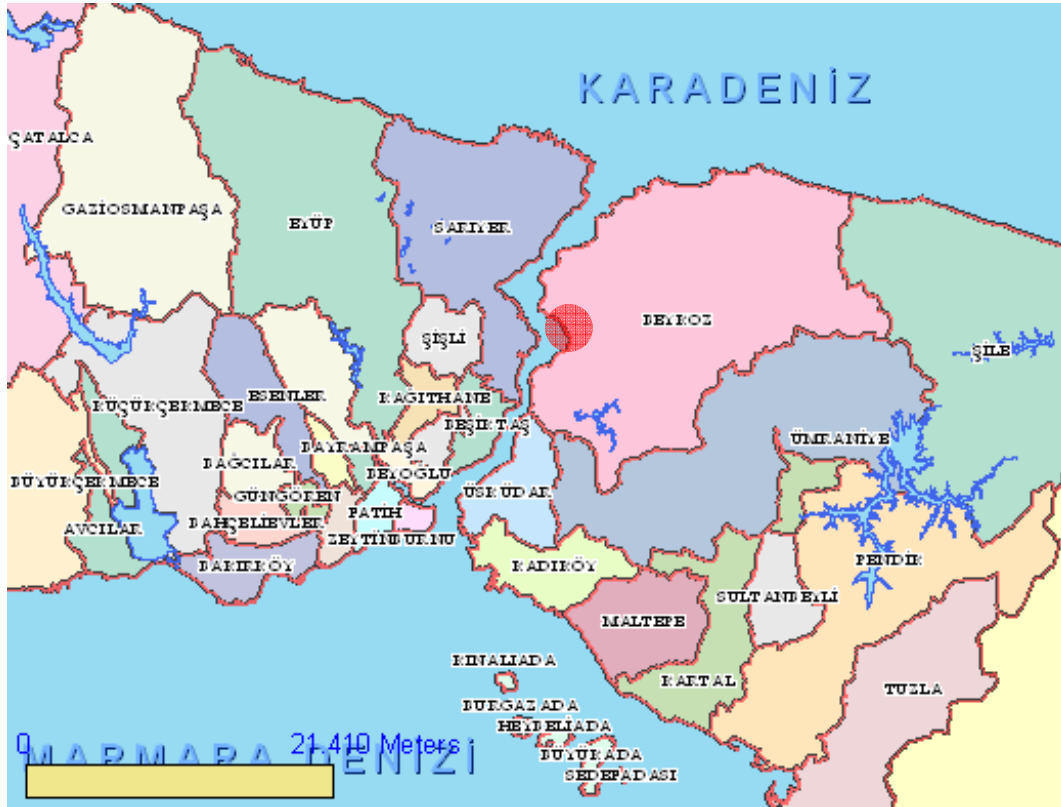 KARADENİZ
ÇATALCA
GAZİOSMANPAŞA
EYÜP
SARIYER
BEYKOZ
ŞİŞLİ
ŞİLE
ESENLER
KAĞITHANE
KÜÇÜKÇEKMECE
BEŞİKTAŞ
BAYRAMPAŞA
ÜMRANİYE
BAĞCILAR
BEYOĞLU
BÜYÜKÇEKMECE
GÜNGÖREN
ÜSKÜDAR
FATİH
AVCILAR
BAHÇELİEVLER
ZEYTİNBURNU
BAKIRKÖY
KADIKÖY
PENDİK
SULTANBEYLİ
MALTEPE
KINALIADA
KARTAL
TUZLA
BURGAZADA
HEYBELİADA
0 21.410 Meters
MARMARA DENİZİ
BÜYÜKADA
SEDEFADASI